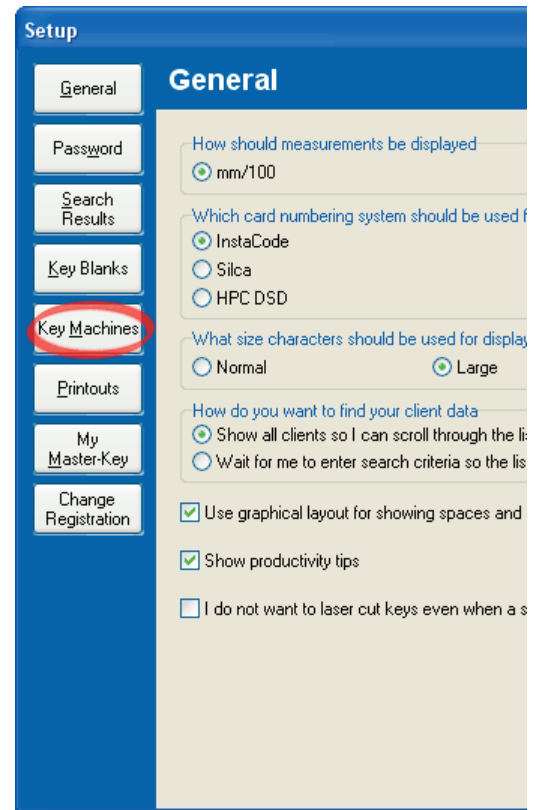 Setup
General
Password
Search
Results
Key Blanks
Key Machines
Printouts
My
Master-Key
Change
Registration
General
How should measurements be displayed
mm/100
Which card numbering system should be used f
InstaCode
Silca
HPC DSD
What size characters should be used for display
Normal Large
How do you want to find your client data
Show all clients so I can scroll through the li
Wait for me to enter search criteria so the lis
Use graphical layout for showing spaces and
Show productivity tips
I do not want to laser cut keys even when a s